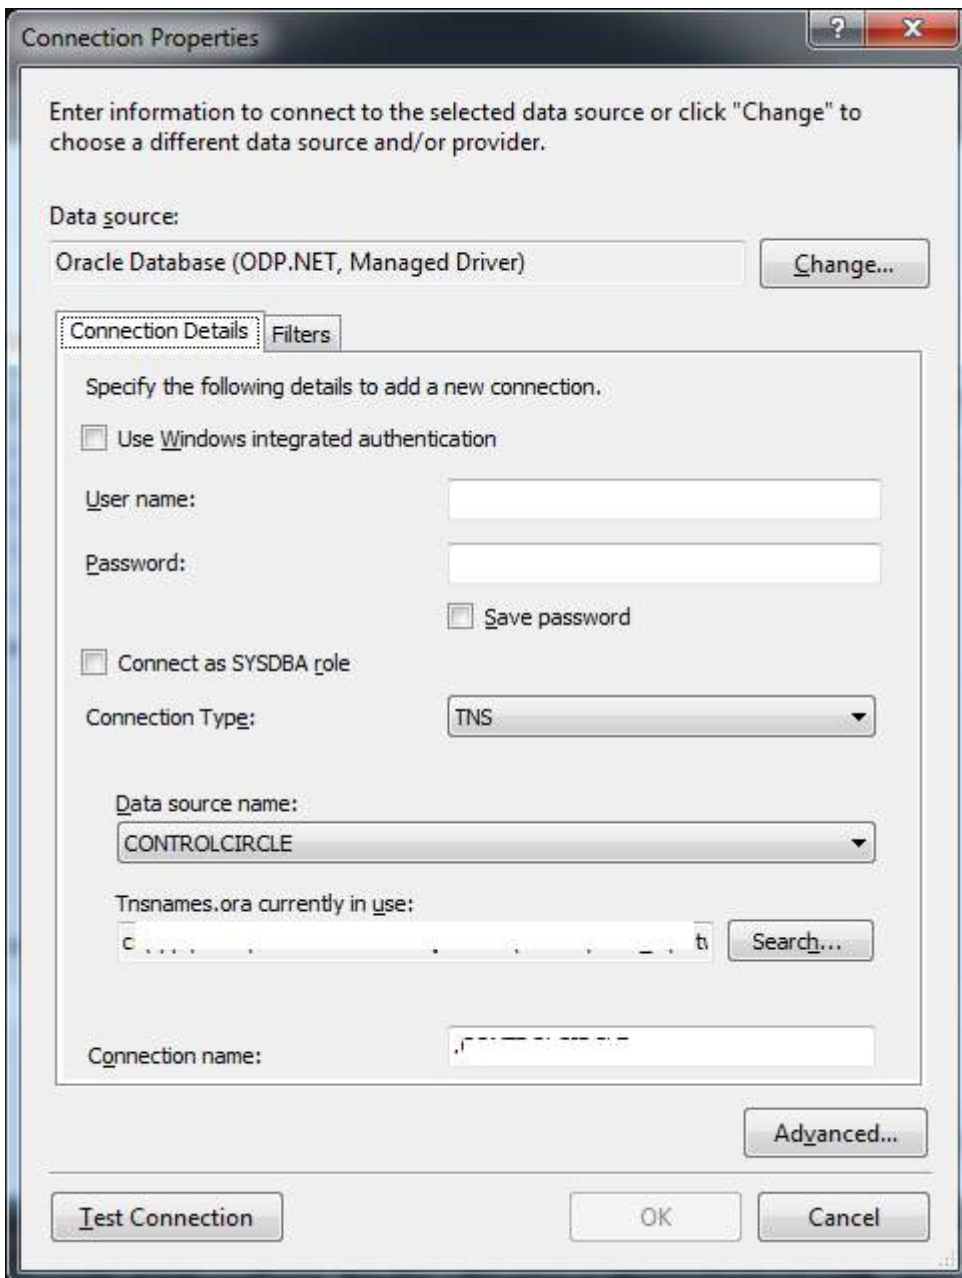 Connection Properties
Enter information to connect to the selected data source or click "Change" to
choose a different data source and/or provider.
Data source:
Oracle Database (ODP.NET, Managed Driver)
Change...
Connection Details
Filters
Specify the following details to add a new connection.
Use Windows integrated authentication
User name:
Password:
Save password
Connect as SYSDBA role
Connection Type:
TNS
Data source name:
CONTROLCIRCLE
Tnsnames.ora currently in use:
Search...
Connection name:
Advanced...
Test Connection
OK
Cancel